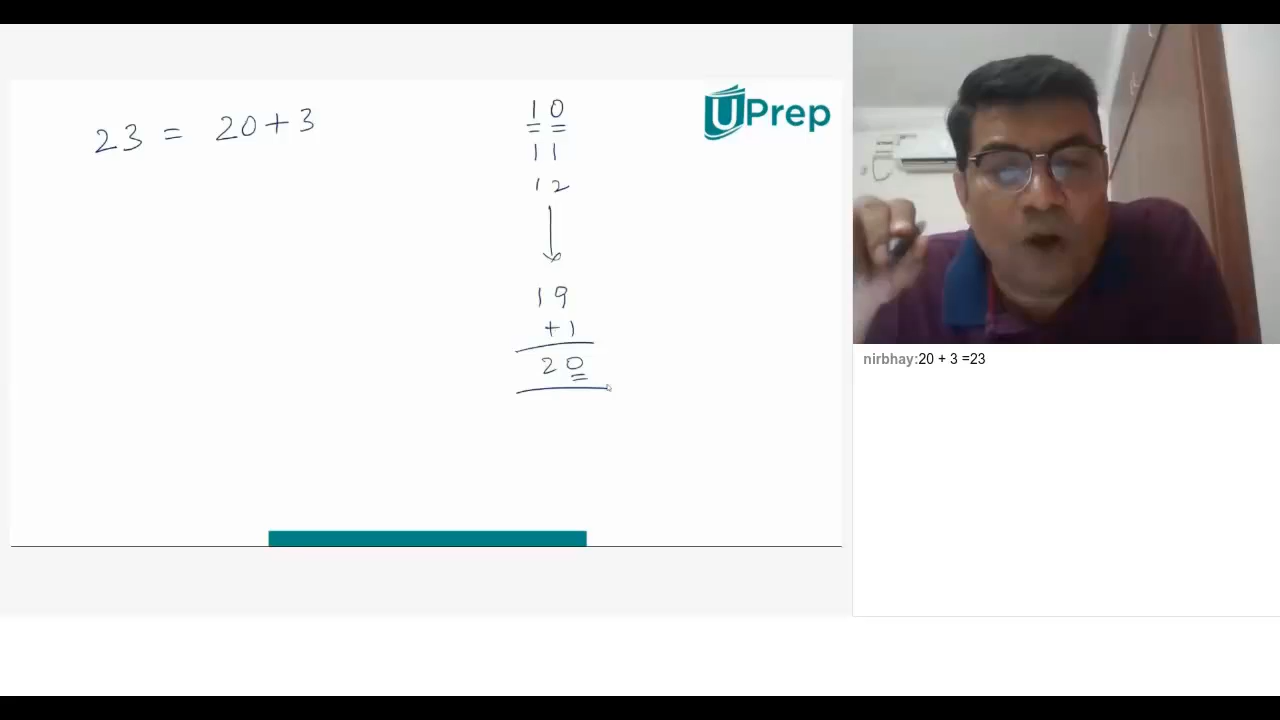 23 = 20+3
10
11
12
19
+1
20
UPrep
nirbhay:20 + 3 =23